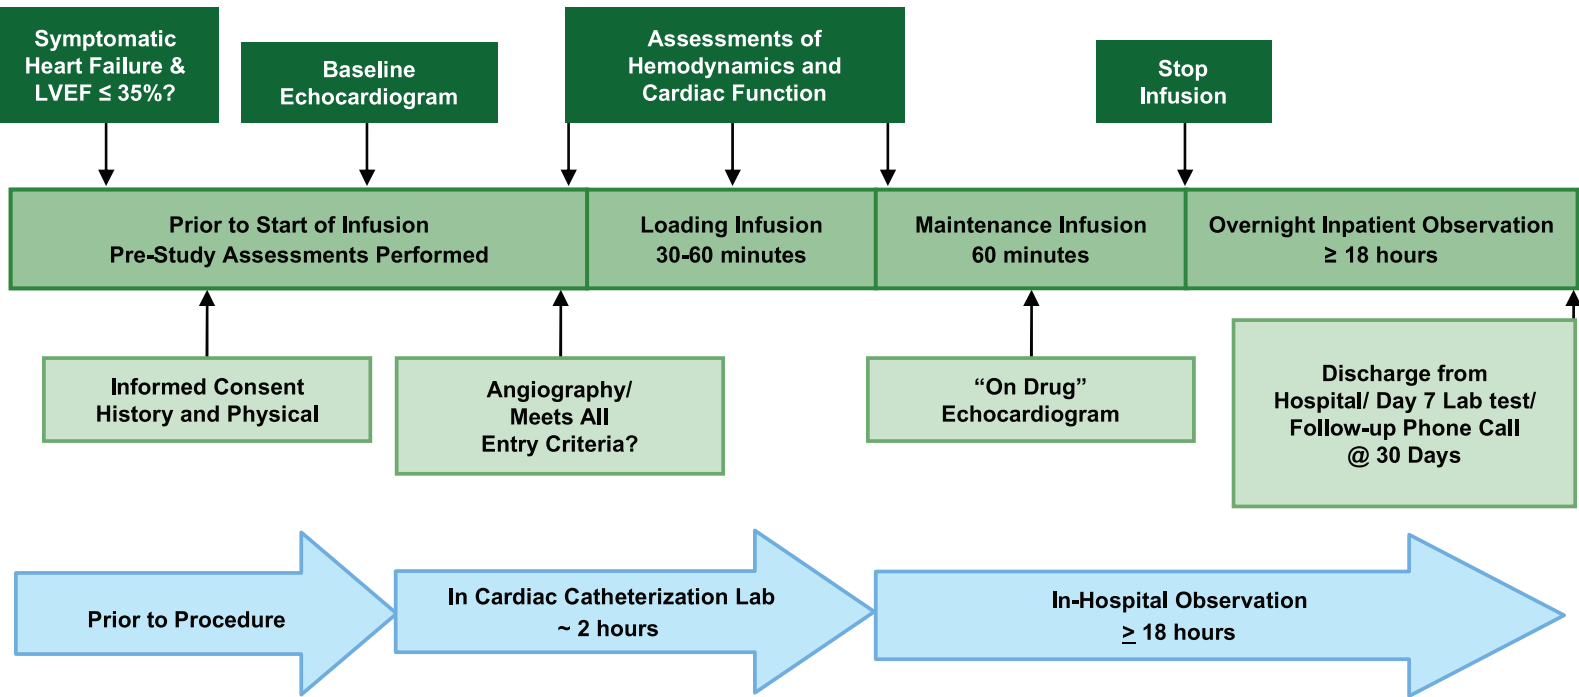 Symptomatic
Heart Failure &
LVEF ≤ 35%?
Baseline
Echocardiogram
Assessments of
Hemodynamics and
Cardiac Function
Stop
Infusion
Prior to Start of Infusion
Pre-Study Assessments Performed
Loading Infusion
30-60 minutes
Maintenance Infusion
60 minutes
Overnight Inpatient Observation
≥ 18 hours
Informed Consent
History and Physical
Angiography/
Meets All
Entry Criteria?
“On Drug”
Echocardiogram
Discharge from
Hospital/ Day 7 Lab test/
Follow-up Phone Call
@ 30 Days
Prior to Procedure
In Cardiac Catheterization Lab
~ 2 hours
In-Hospital Observation
≥ 18 hours